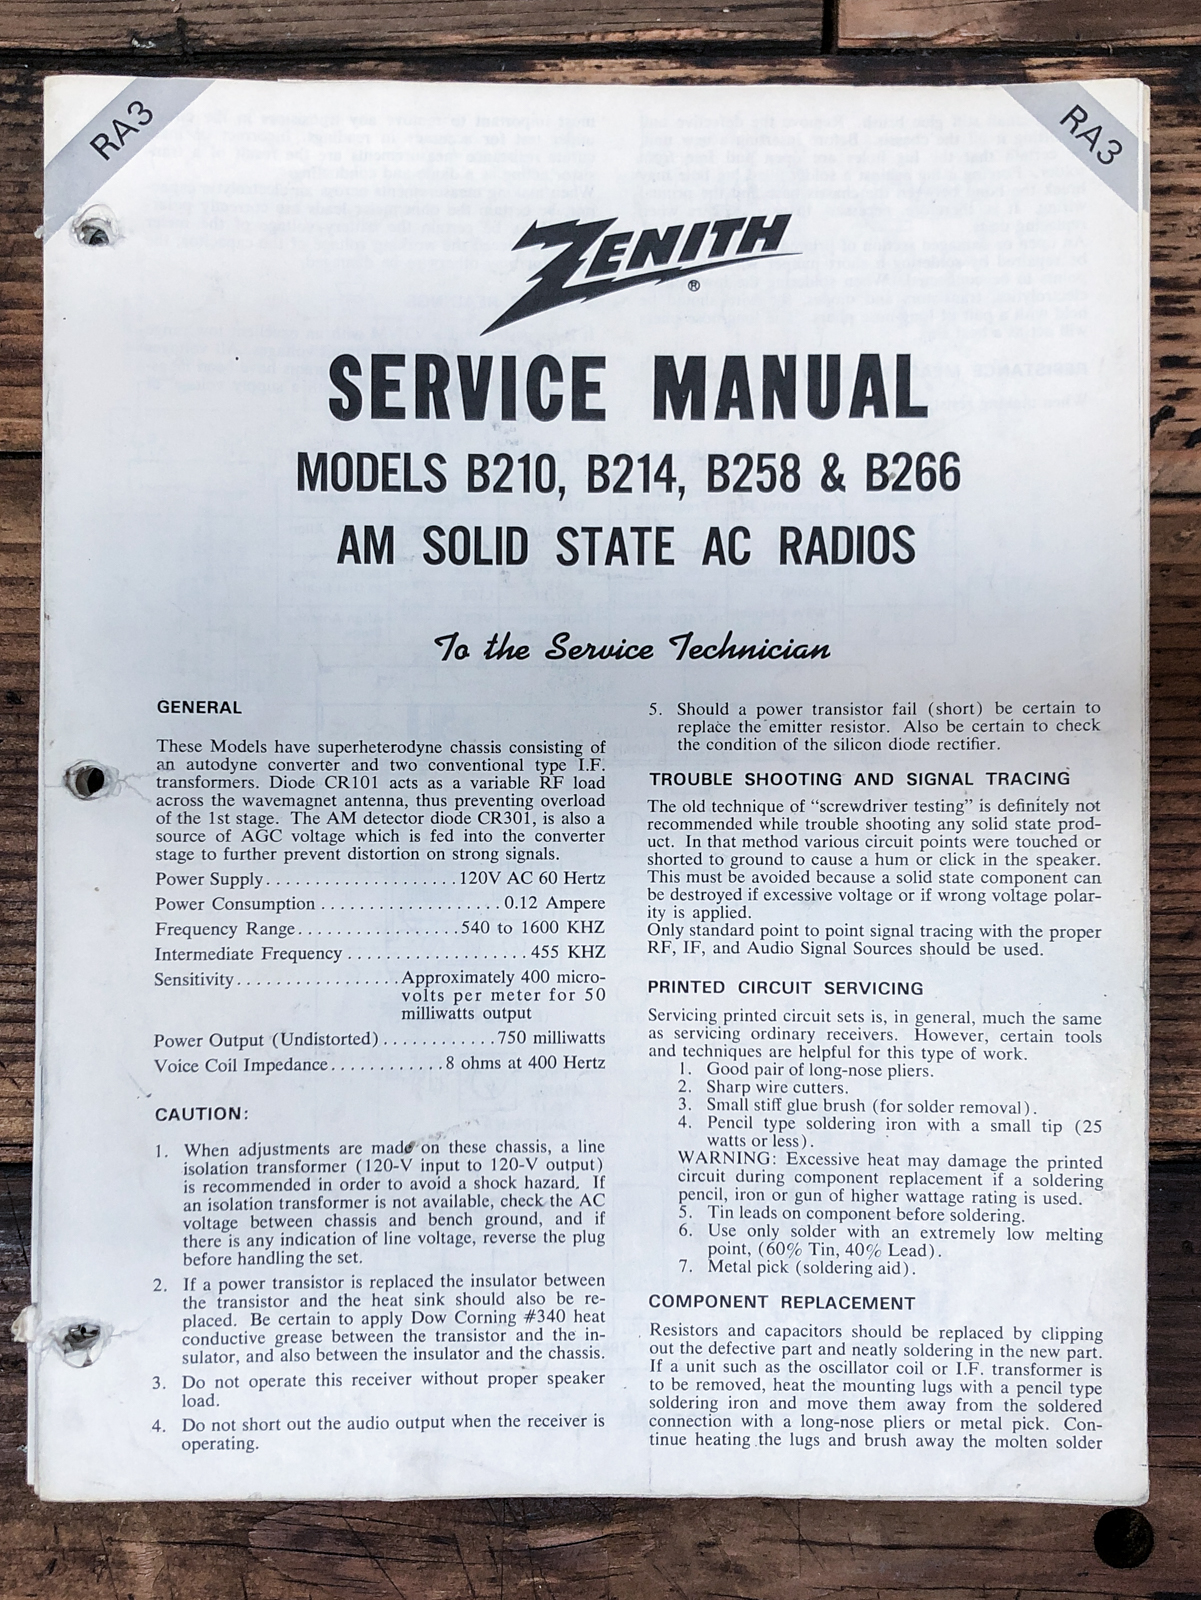 RA3
RA3
ZENITH
®
SERVICE MANUAL
MODELS B210, B214, B258 & B266
AM SOLID STATE AC RADIOS
To the Service Technician
GENERAL
These Models have superheterodyne chassis consisting of
an autodyne converter and two conventional type I.F.
transformers. Diode CR101 acts as a variable RF load
across the wavemagnet antenna, thus preventing overload
of the 1st stage. The AM detector diode CR301, is also a
source of AGC voltage which is fed into the converter
stage to further prevent distortion on strong signals.
Power Supply....................120V AC 60 Hertz
Power Consumption...................0.12 Ampere
Frequency Range.................540 to 1600 KHZ
Intermediate Frequency...................455 KHZ
Sensitivity.................Approximately 400 micro-
volts per meter for 50
milliwatts output
Power Output (Undistorted)............750 milliwatts
Voice Coil Impedance............8 ohms at 400 Hertz
CAUTION:
1. When adjustments are made on these chassis, a line
isolation transformer (120-V input to 120-V output)
is recommended in order to avoid a shock hazard. If
an isolation transformer is not available, check the AC
voltage between chassis and bench ground, and if
there is any indication of line voltage, reverse the plug
before handling the set.
2. If a power transistor is replaced the insulator between
the transistor and the heat sink should also be re-
placed. Be certain to apply Dow Corning #340 heat
conductive grease between the transistor and the in-
sulator, and also between the insulator and the chassis.
3. Do not operate this receiver without proper speaker
load.
4. Do not short out the audio output when the receiver is
operating.
5. Should a power transistor fail (short) be certain to
replace the emitter resistor. Also be certain to check
the condition of the silicon diode rectifier.
TROUBLE SHOOTING AND SIGNAL TRACING
The old technique of "screwdriver testing" is definitely not
recommended while trouble shooting any solid state prod-
uct. In that method various circuit points were touched or
shorted to ground to cause a hum or click in the speaker.
This must be avoided because a solid state component can
be destroyed if excessive voltage or if wrong voltage polar-
ity is applied.
Only standard point to point signal tracing with the proper
RF, IF, and Audio Signal Sources should be used.
PRINTED CIRCUIT SERVICING
Servicing printed circuit sets is, in general, much the same
as servicing ordinary receivers. However, certain tools
and techniques are helpful for this type of work.
1. Good pair of long-nose pliers.
2. Sharp wire cutters.
3. Small stiff glue brush (for solder removal).
4. Pencil type soldering iron with a small tip (25
watts or less).
WARNING: Excessive heat may damage the printed
circuit during component replacement if a soldering
pencil, iron or gun of higher wattage rating is used.
5. Tin leads on component before soldering.
6. Use only solder with an extremely low melting
point, (60% Tin, 40% Lead).
7. Metal pick (soldering aid).
COMPONENT REPLACEMENT
Resistors and capacitors should be replaced by clipping
out the defective part and neatly soldering in the new part.
If a unit such as the oscillator coil or I.F. transformer is
to be removed, heat the mounting lugs with a pencil type
soldering iron and move them away from the soldered
connection with a long-nose pliers or metal pick. Con-
tinue heating the lugs and brush away the molten solder